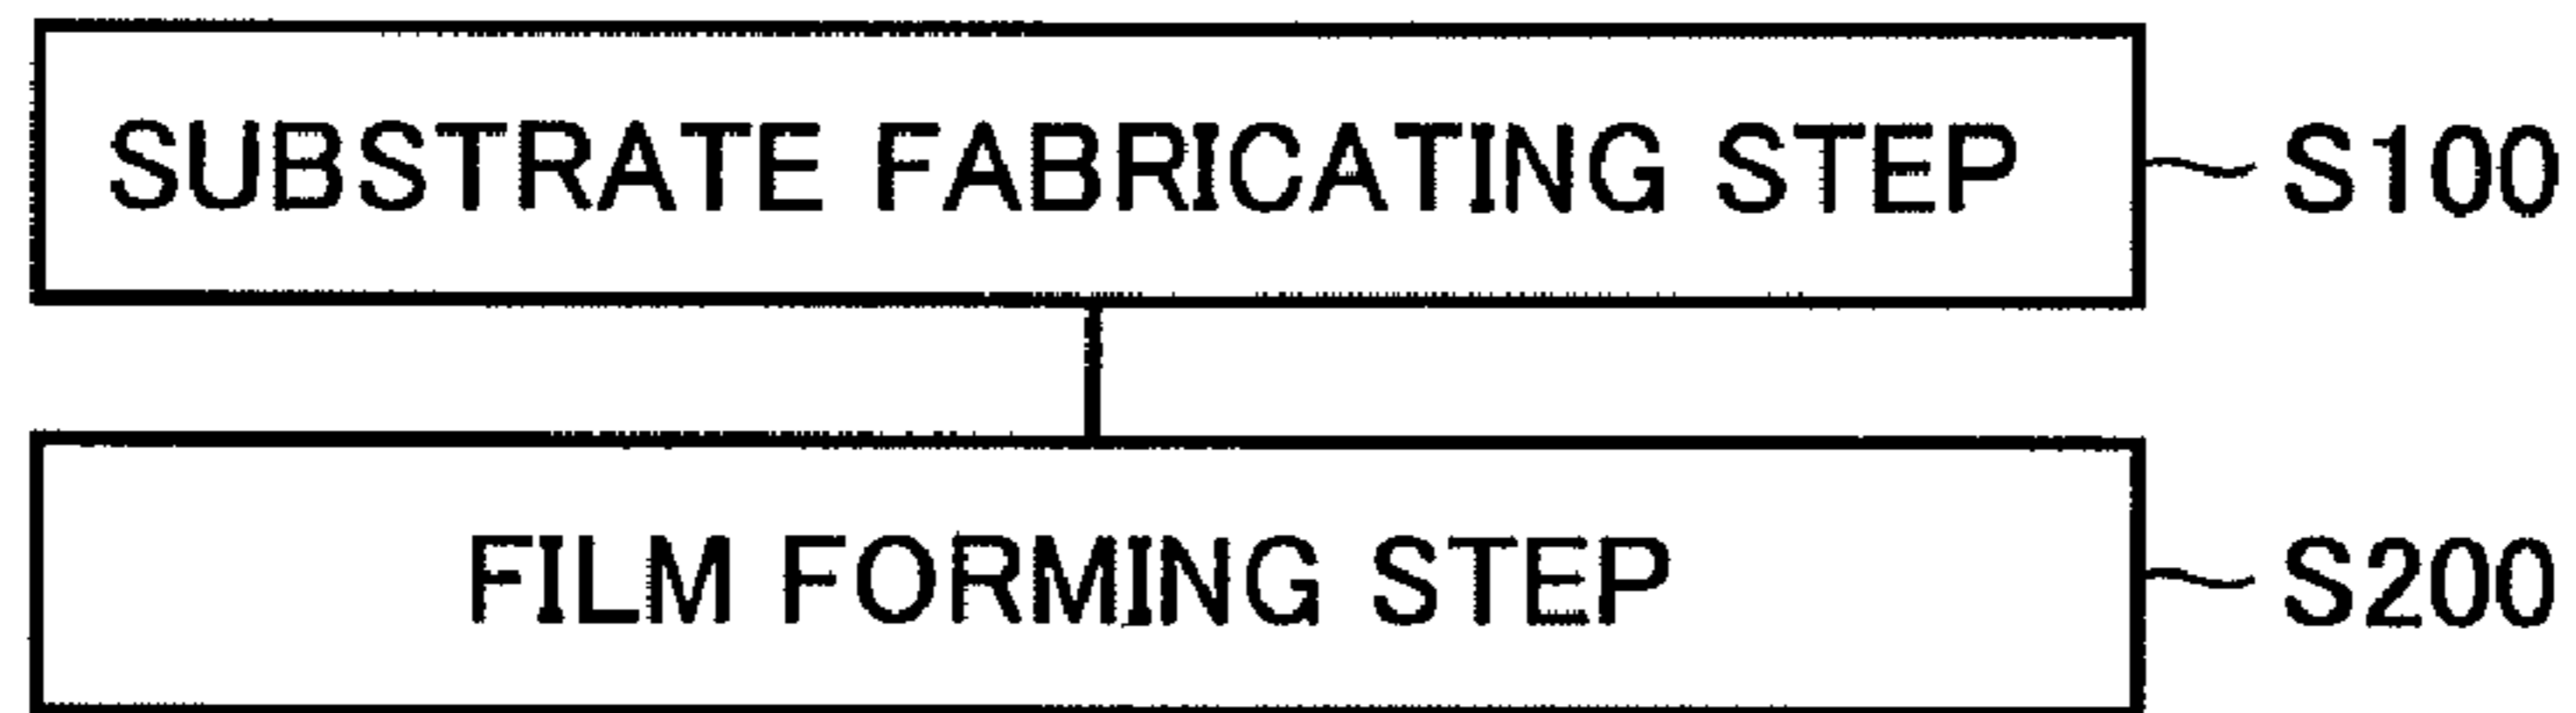 SUBSTRATE FABRICATING STEP S100
FILM FORMING STEP S200